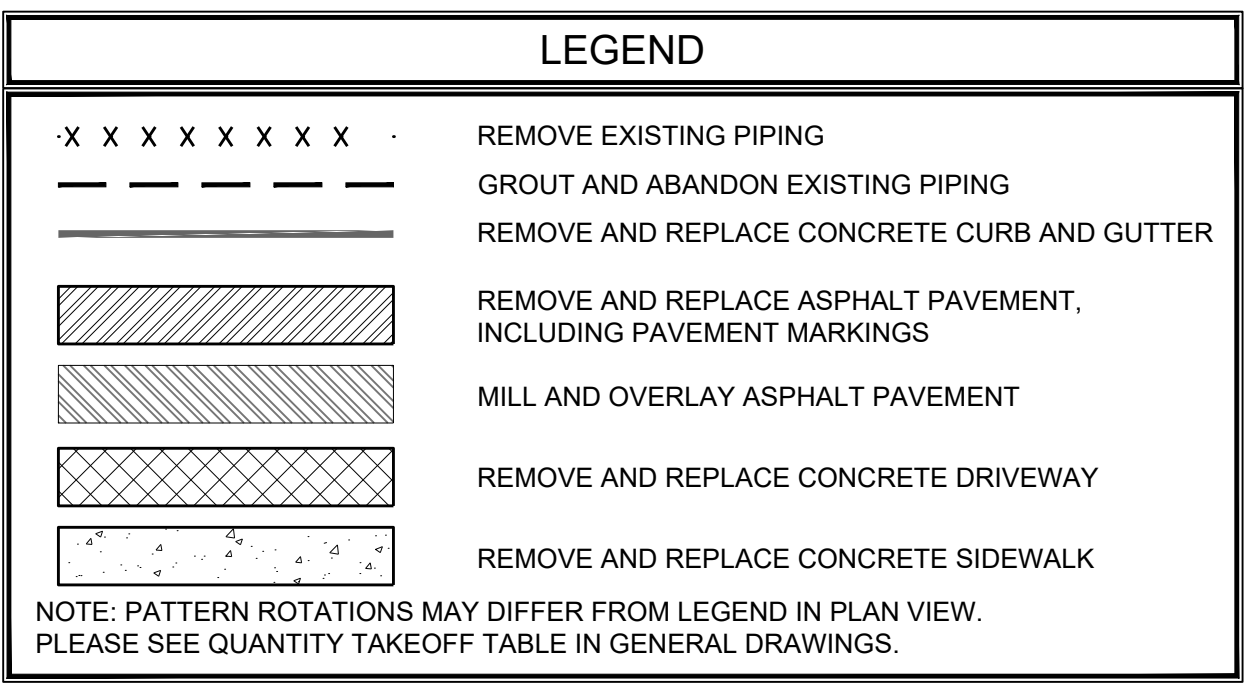 LEGEND
X X X X X X X X
REMOVE EXISTING PIPING
GROUT AND ABANDON EXISTING PIPING
REMOVE AND REPLACE CONCRETE CURB AND GUTTER
REMOVE AND REPLACE ASPHALT PAVEMENT,
INCLUDING PAVEMENT MARKINGS
MILL AND OVERLAY ASPHALT PAVEMENT
REMOVE AND REPLACE CONCRETE DRIVEWAY
REMOVE AND REPLACE CONCRETE SIDEWALK
NOTE: PATTERN ROTATIONS MAY DIFFER FROM LEGEND IN PLAN VIEW.
PLEASE SEE QUANTITY TAKEOFF TABLE IN GENERAL DRAWINGS.